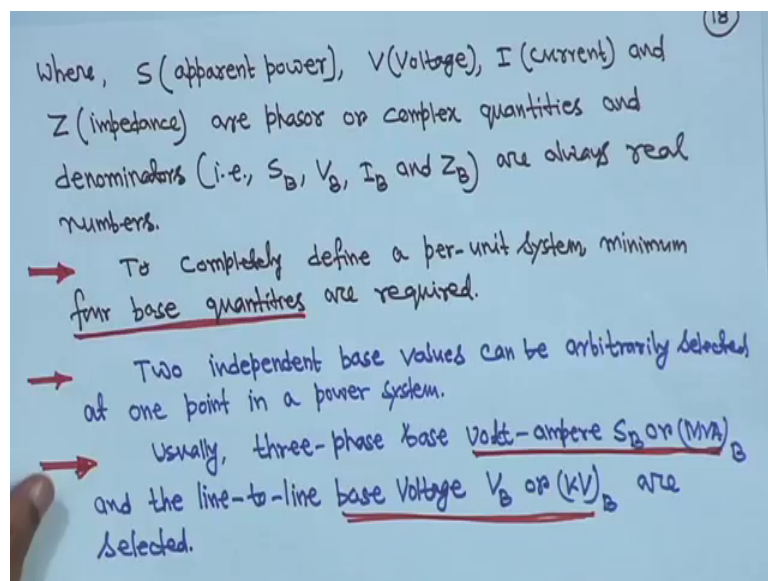 18
Where, S (apparent power), V (Voltage), I (current) and
Z (impedance) are phasor or complex quantities and
denominators (i.e., S_B, V_B, I_B and Z_B) are always real
numbers.
→ To completely define a per-unit system, minimum
four base quantities are required.
→ Two independent base values can be arbitrarily selected
at one point in a power system.
→ Usually, three-phase base volt-ampere S_B or (MVA)_B
and the line-to-line base Voltage V_B or (KV)_B are
selected.